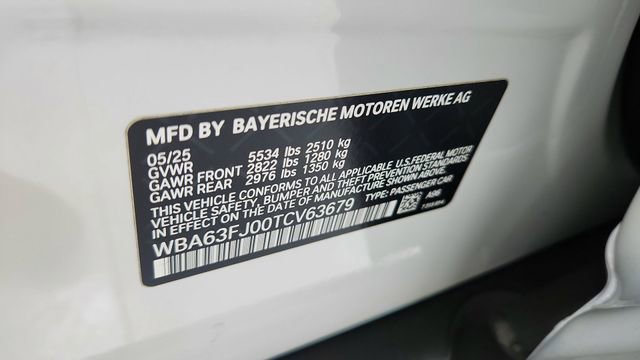 MFD BY BAYERISCHE MOTOREN WERKE AG
05/25
GVWR 5534 lbs 2510 kg
GAWR FRONT 2822 lbs 1280 kg
GAWR REAR 2976 lbs 1350 kg
THIS VEHICLE CONFORMS TO ALL APPLICABLE U.S. FEDERAL MOTOR
VEHICLE SAFETY, BUMPER, AND THEFT PREVENTION STANDARDS
IN EFFECT ON THE DATE OF MANUFACTURE SHOWN ABOVE.
WBA63FJ00TCV63679 TYPE: PASSENGER CAR
A96